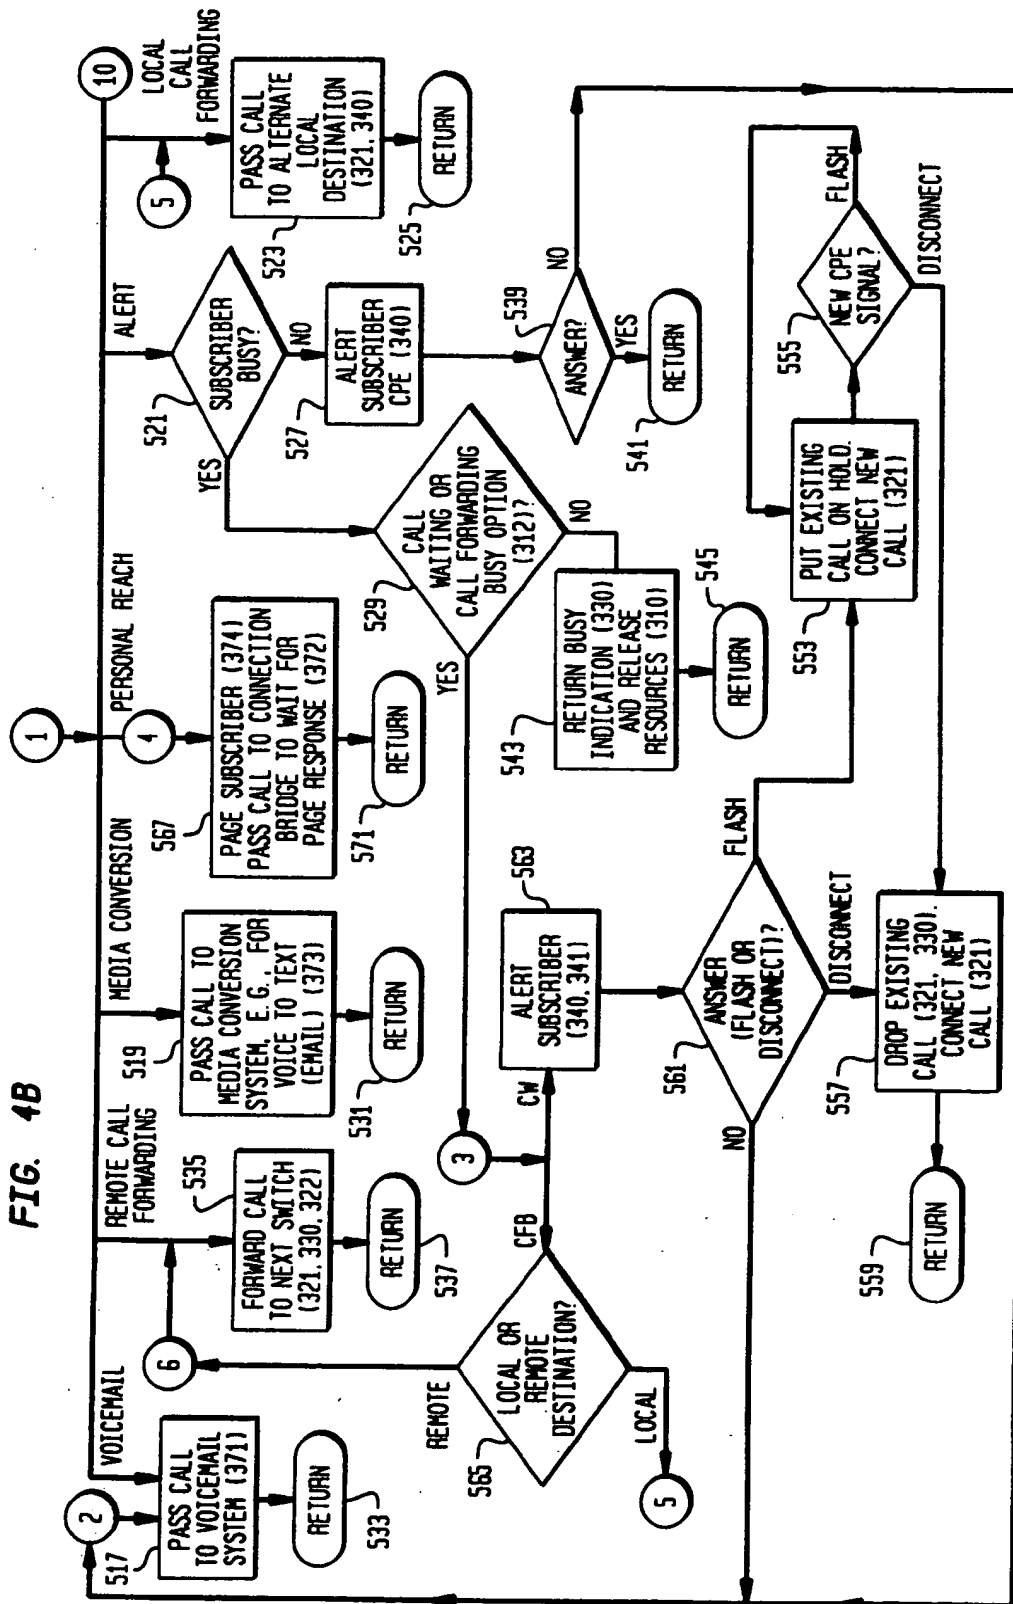 FIG. 4B
1
10
VOICEMAIL
REMOTE CALL
FORWARDING
MEDIA CONVERSION
PERSONAL REACH
ALERT
LOCAL
CALL
FORWARDING
2
517
PASS CALL
TO VOICEMAIL
SYSTEM (371)
RETURN
533
6
535
FORWARD CALL
TO NEXT SWITCH
(321, 330, 322)
RETURN
537
519
PASS CALL TO
MEDIA CONVERSION
SYSTEM, E.G., FOR
VOICE TO TEXT
(EMAIL) (373)
RETURN
531
4
567
PAGE SUBSCRIBER (374)
PASS CALL TO CONNECTION
BRIDGE TO WAIT FOR
PAGE RESPONSE (372)
RETURN
571
521
SUBSCRIBER
BUSY?
YES
NO
527
ALERT
SUBSCRIBER
CPE (340)
5
523
PASS CALL
TO ALTERNATE
LOCAL
DESTINATION
(321, 340)
RETURN
525
529
CALL
WAITING OR
CALL FORWARDING
BUSY OPTION
(312)?
YES
NO
539
ANSWER?
NO
YES
RETURN
541
3
CFB
CW
543
RETURN BUSY
INDICATION (330)
AND RELEASE
RESOURCES (310)
545
RETURN
565
LOCAL OR
REMOTE
DESTINATION?
REMOTE
LOCAL
5
563
ALERT
SUBSCRIBER
(340, 341)
561
ANSWER
(FLASH OR
DISCONNECT)?
NO
FLASH
DISCONNECT
553
PUT EXISTING
CALL ON HOLD.
CONNECT NEW
CALL (321)
555
NEW CPE
SIGNAL?
FLASH
DISCONNECT
557
DROP EXISTING
CALL (321, 330).
CONNECT NEW
CALL (321)
559
RETURN